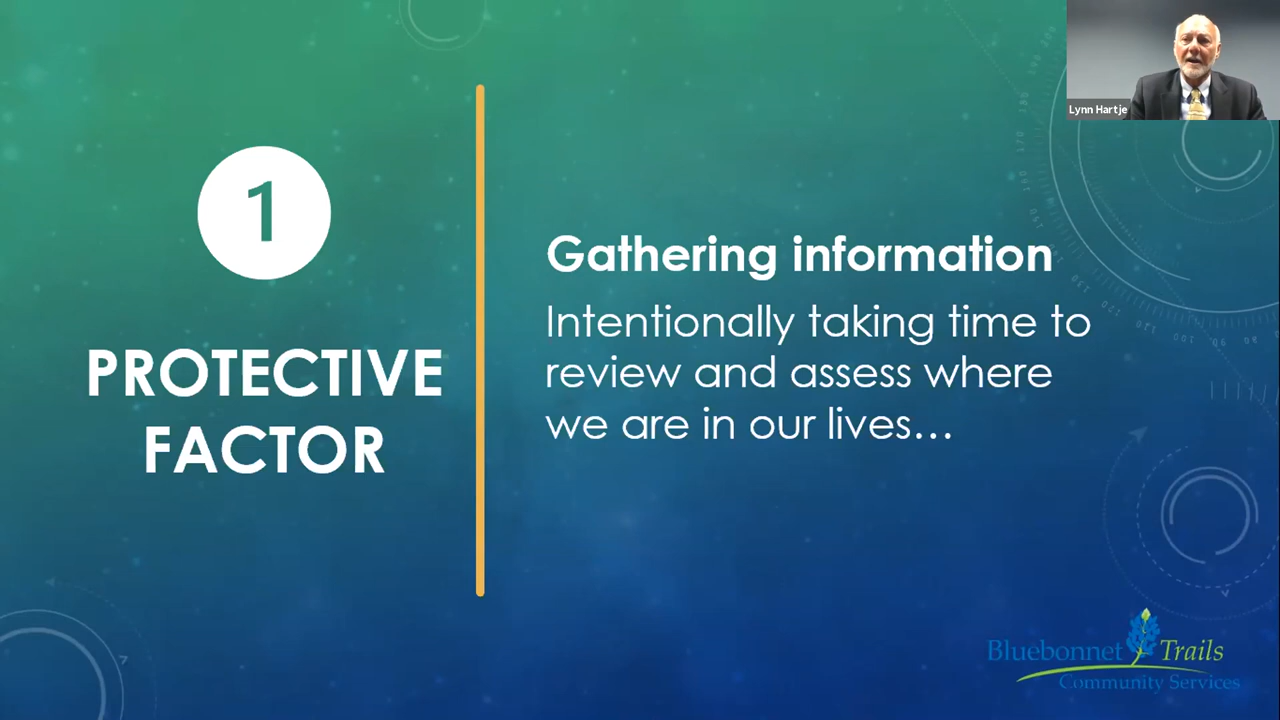 Lynn Hartje
1
PROTECTIVE
FACTOR
Gathering information
Intentionally taking time to
review and assess where
we are in our lives…
Bluebonnet Trails
Community Services